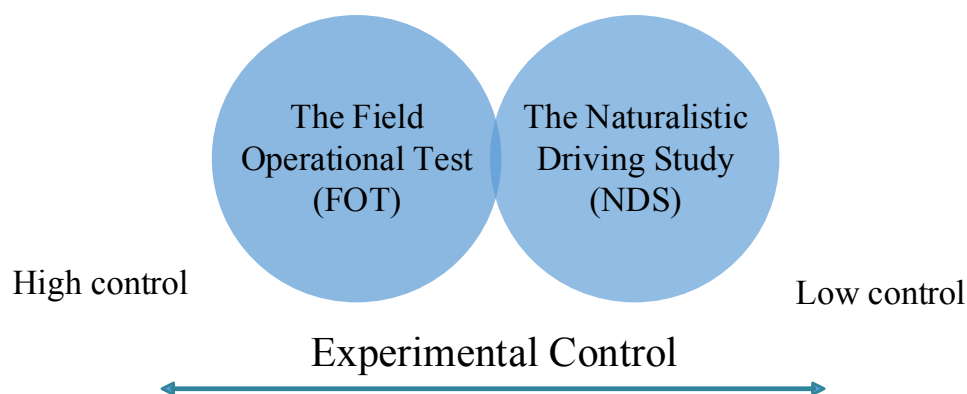 The Field
Operational Test
(FOT)
The Naturalistic
Driving Study
(NDS)
High control
Low control
Experimental Control